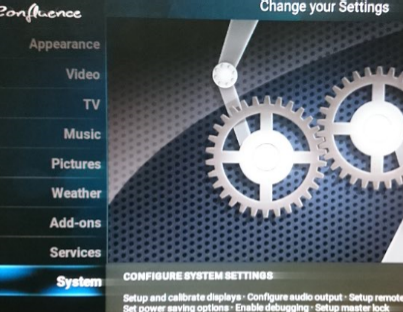 Confluence
Change your Settings
Appearance
Video
TV
Music
Pictures
Weather
Add-ons
Services
System
CONFIGURE SYSTEM SETTINGS
Setup and calibrate displays · Configure audio output · Setup remote
Set power saving options · Enable debugging · Setup master lock